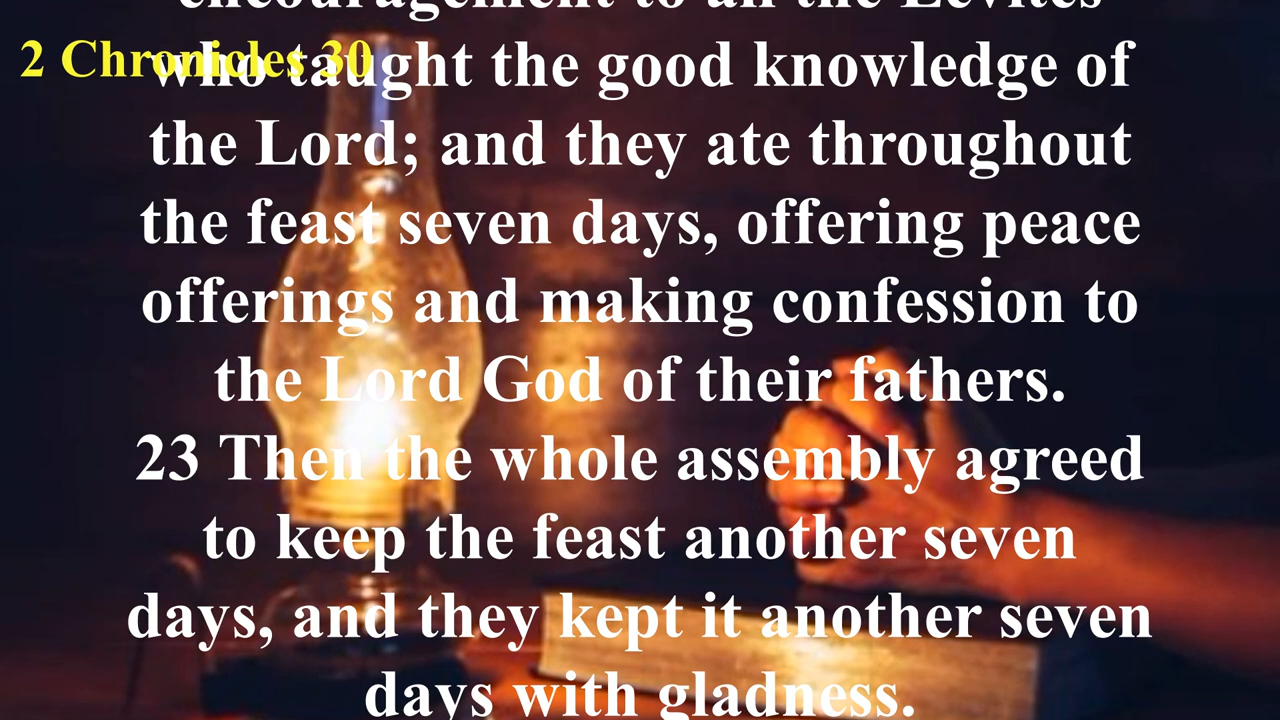 encouragement to all the Levites
2 Chronicles 30
who taught the good knowledge of
the Lord; and they ate throughout
the feast seven days, offering peace
offerings and making confession to
the Lord God of their fathers.
23 Then the whole assembly agreed
to keep the feast another seven
days, and they kept it another seven
days with gladness.